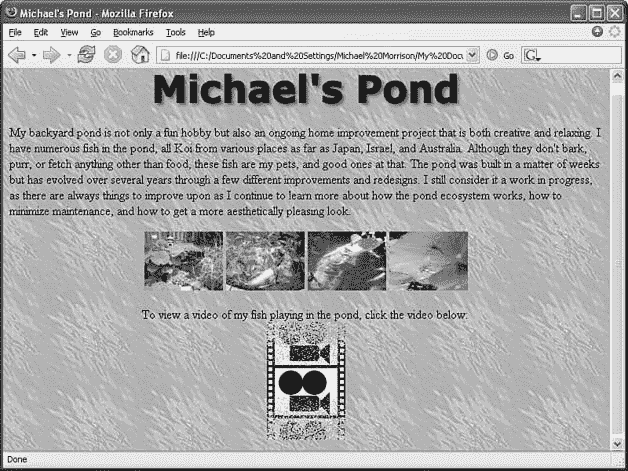 Michael's Pond - Mozilla Firefox
File Edit View Go Bookmarks Tools Help
file:///C:/Documents%20and%20Settings/Michael%20Morrison/My%20Docu Go G
Michael's Pond
My backyard pond is not only a fun hobby but also an ongoing home improvement project that is both creative and relaxing. I
have numerous fish in the pond, all Koi from various places as far as Japan, Israel, and Australia. Although they don't bark,
purr, or fetch anything other than food, these fish are my pets, and good ones at that. The pond was built in a matter of weeks
but has evolved over several years through a few different improvements and redesigns. I still consider it a work in progress,
as there are always things to improve upon as I continue to learn more about how the pond ecosystem works, how to
minimize maintenance, and how to get a more aesthetically pleasing look.
To view a video of my fish playing in the pond, click the video below:
Done